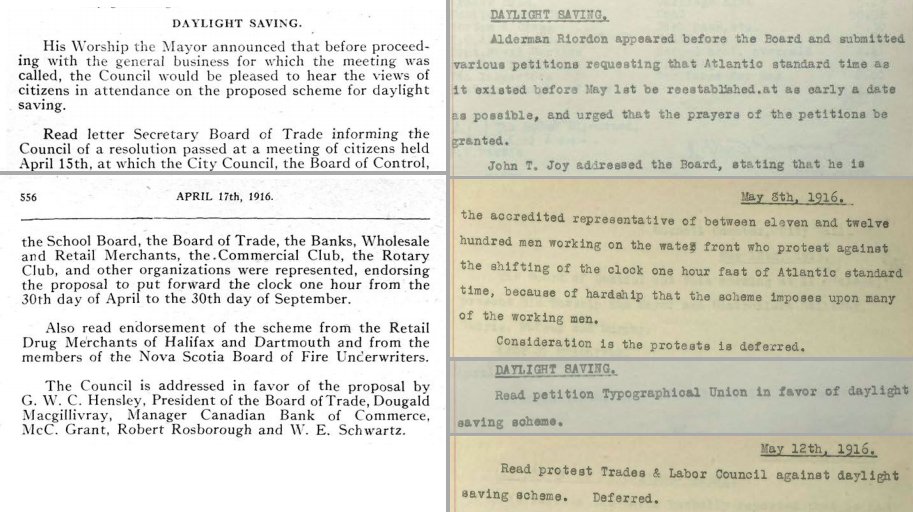 DAYLIGHT SAVING.
His Worship the Mayor announced that before proceed-
ing with the general business for which the meeting was
called, the Council would be pleased to hear the views of
citizens in attendance on the proposed scheme for daylight
saving.
Read letter Secretary Board of Trade informing the
Council of a resolution passed at a meeting of citizens held
April 15th, at which the City Council, the Board of Control,
556 APRIL 17th, 1916.
the School Board, the Board of Trade, the Banks, Wholesale
and Retail Merchants, the Commercial Club, the Rotary
Club, and other organizations were represented, endorsing
the proposal to put forward the clock one hour from the
30th day of April to the 30th day of September.
Also read endorsement of the scheme from the Retail
Drug Merchants of Halifax and Dartmouth and from the
members of the Nova Scotia Board of Fire Underwriters.
The Council is addressed in favor of the proposal by
G. W. C. Hensley, President of the Board of Trade, Dougald
Macgillivray, Manager Canadian Bank of Commerce,
McC. Grant, Robert Rosborough and W. E. Schwartz.
DAYLIGHT SAVING.
Alderman Riordon appeared before the Board and submitted
various petitions requesting that Atlantic standard time as
it existed before May 1st be reestablished.at as early a date
as possible, and urged that the prayers of the petitions be
granted.
John T. Joy addressed the Board, stating that he is
May 8th, 1916.
the accredited representative of between eleven and twelve
hundred men working on the water front who protest against
the shifting of the clock one hour fast of Atlantic standard
time, because of hardship that the scheme imposes upon many
of the working men.
Consideration is the protests is deferred.
DAYLIGHT SAVING.
Read petition Typographical Union in favor of daylight
saving scheme.
May 12th, 1916.
Read protest Trades & Labor Council against daylight
saving scheme. Deferred.